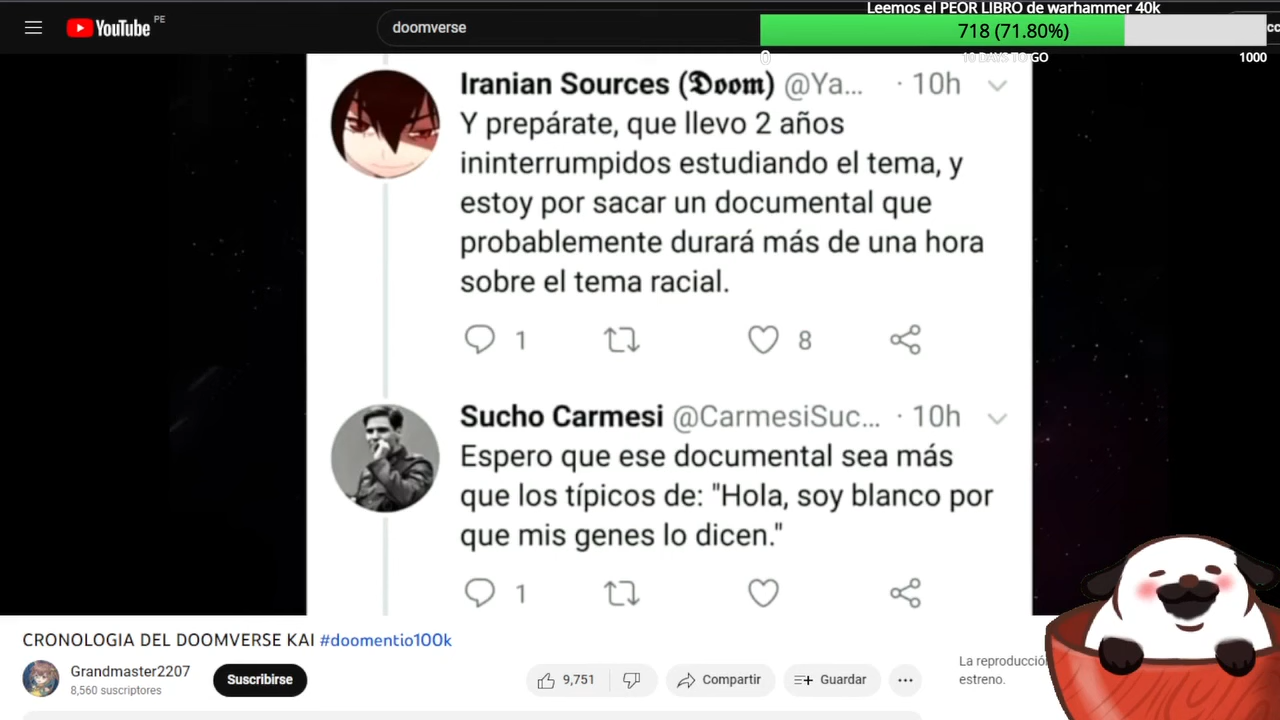 Leemos el PEOR LIBRO de warhammer 40k
YouTube PE
doomverse
718 (71.80%)
0
10 DAYS TO GO
1000
Iranian Sources (𝕯𝖔𝖔𝖒) @Ya... · 10h
Y prepárate, que llevo 2 años
ininterrumpidos estudiando el tema, y
estoy por sacar un documental que
probablemente durará más de una hora
sobre el tema racial.
1
8
Sucho Carmesi @CarmesiSuc... · 10h
Espero que ese documental sea más
que los típicos de: "Hola, soy blanco por
que mis genes lo dicen."
1
CRONOLOGIA DEL DOOMVERSE KAI #doomentio100k
Grandmaster2207
8,560 suscriptores
Suscribirse
9,751
Compartir
Guardar
La reproducció
estreno.